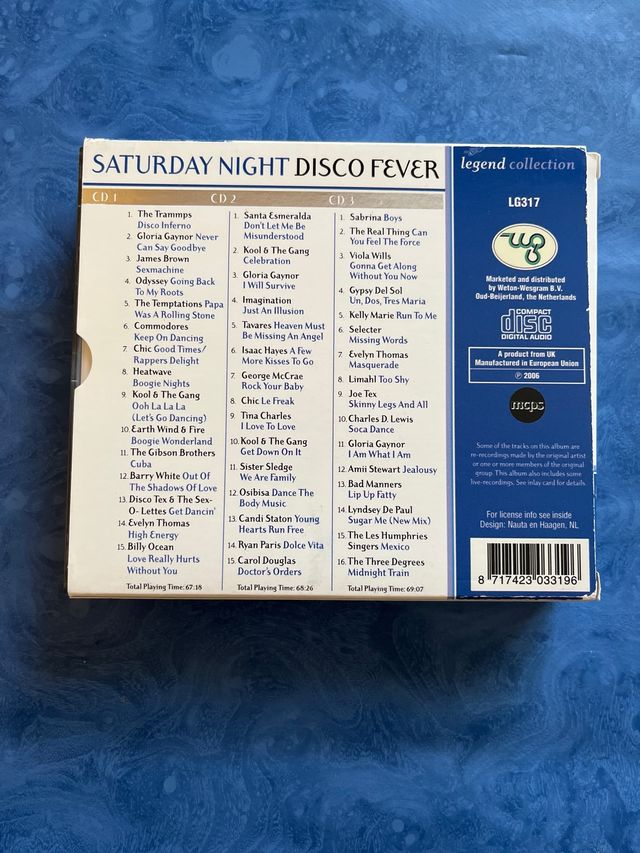 SATURDAY NIGHT DISCO FEVER
CD 1
1. The Trammps
Disco Inferno
2. Gloria Gaynor Never
Can Say Goodbye
3. James Brown
Sexmachine
4. Odyssey Going Back
To My Roots
5. The Temptations Papa
Was A Rolling Stone
6. Commodores
Keep On Dancing
7. Chic Good Times/
Rappers Delight
8. Heatwave
Boogie Nights
9. Kool & The Gang
Ooh La La La
(Let's Go Dancing)
10. Earth Wind & Fire
Boogie Wonderland
11. The Gibson Brothers
Cuba
12. Barry White Out Of
The Shadows Of Love
13. Disco Tex & The Sex-
O- Lettes Get Dancin'
14. Evelyn Thomas
High Energy
15. Billy Ocean
Love Really Hurts
Without You
Total Playing Time: 67:18
CD 2
1. Santa Esmeralda
Don't Let Me Be
Misunderstood
2. Kool & The Gang
Celebration
3. Gloria Gaynor
I Will Survive
4. Imagination
Just An Illusion
5. Tavares Heaven Must
Be Missing An Angel
6. Isaac Hayes A Few
More Kisses To Go
7. George McCrae
Rock Your Baby
8. Chic Le Freak
9. Tina Charles
I Love To Love
10. Kool & The Gang
Get Down On It
11. Sister Sledge
We Are Family
12. Osibisa Dance The
Body Music
13. Candi Staton Young
Hearts Run Free
14. Ryan Paris Dolce Vita
15. Carol Douglas
Doctor's Orders
Total Playing Time: 68:26
CD 3
1. Sabrina Boys
2. The Real Thing Can
You Feel The Force
3. Viola Wills
Gonna Get Along
Without You Now
4. Gypsy Del Sol
Un, Dos, Tres Maria
5. Kelly Marie Run To Me
6. Selecter
Missing Words
7. Evelyn Thomas
Masquerade
8. Limahl Too Shy
9. Joe Tex
Skinny Legs And All
10. Charles D. Lewis
Soca Dance
11. Gloria Gaynor
I Am What I Am
12. Amii Stewart Jealousy
13. Bad Manners
Lip Up Fatty
14. Lyndsey De Paul
Sugar Me (New Mix)
15. The Les Humphries
Singers Mexico
16. The Three Degrees
Midnight Train
Total Playing Time: 69:07
legend collection
LG317
Marketed and distributed
by Weton-Wesgram B.V.
Oud-Beijerland, the Netherlands
COMPACT
disc
DIGITAL AUDIO
A product from UK
Manufactured in European Union
℗ 2006
mcps
Some of the tracks on this album are
re-recordings made by the original artist
or one or more members of the original
group. This album also includes some
live-recordings. See inlay card for details.
For license info see inside
Design: Nauta en Haagen, NL
8 717423 033196